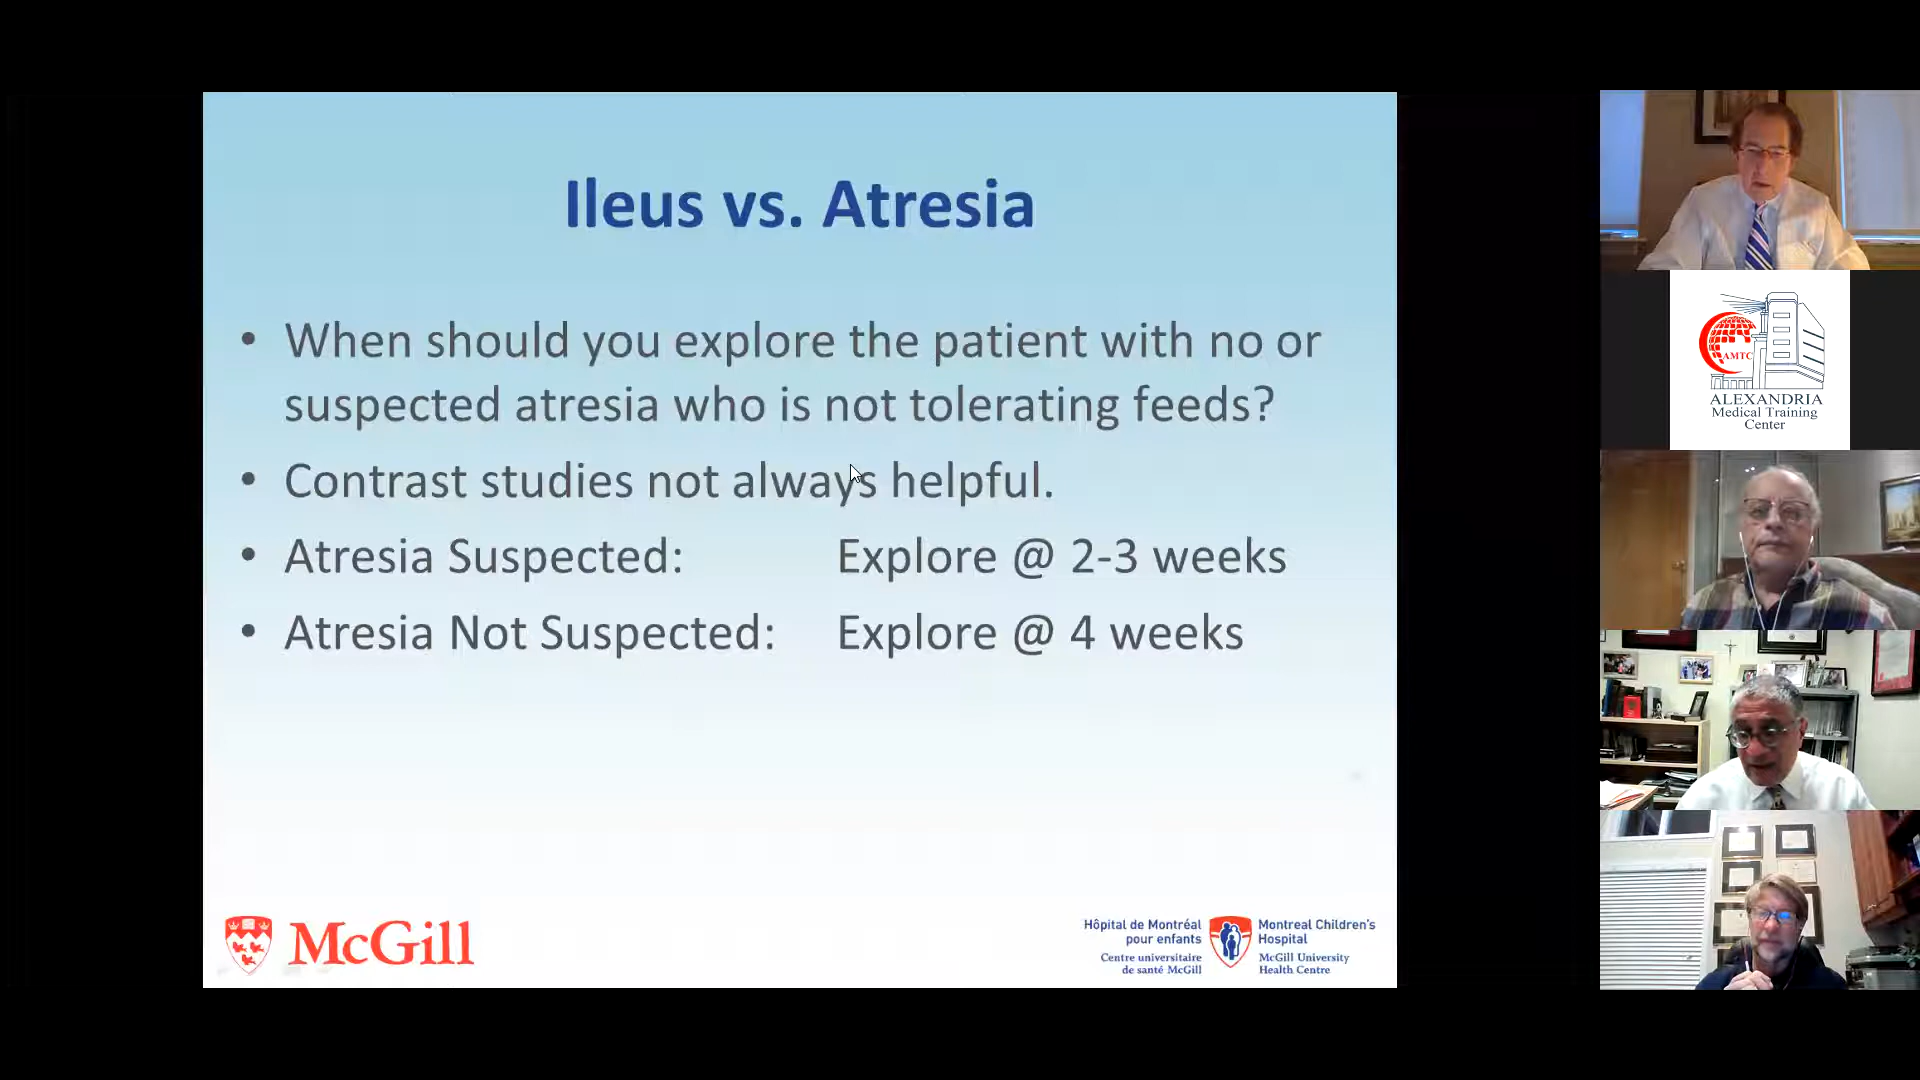 Ileus vs. Atresia
• When should you explore the patient with no or
suspected atresia who is not tolerating feeds?
• Contrast studies not always helpful.
• Atresia Suspected: Explore @ 2-3 weeks
• Atresia Not Suspected: Explore @ 4 weeks
McGill
Hôpital de Montréal
pour enfants
Centre universitaire
de santé McGill
Montreal Children's
Hospital
McGill University
Health Centre
AMTC
ALEXANDRIA
Medical Training
Center